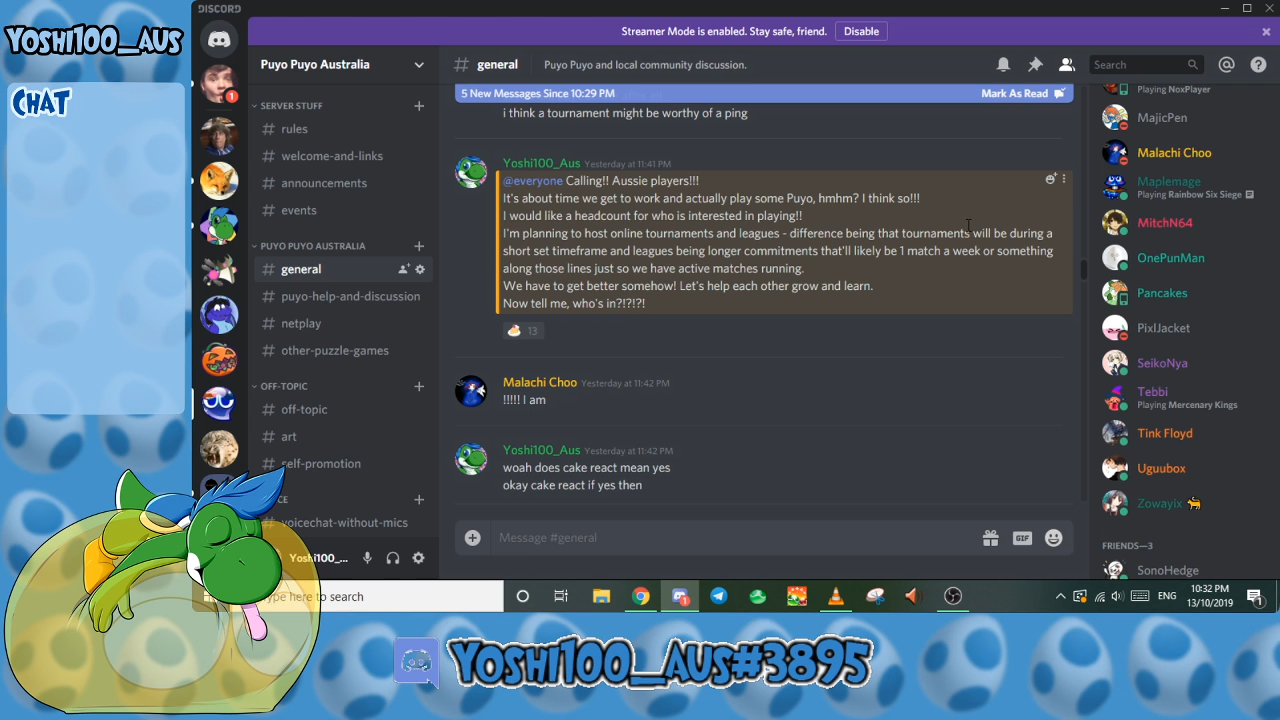 Yoshi100_Aus
Chat
DISCORD
Streamer Mode is enabled. Stay safe, friend.
Disable
Puyo Puyo Australia
# general
Puyo Puyo and local community discussion.
Search
SERVER STUFF
# rules
# welcome-and-links
# announcements
# events
PUYO PUYO AUSTRALIA
# general
# puyo-help-and-discussion
# netplay
# other-puzzle-games
OFF-TOPIC
# off-topic
# art
# self-promotion
voicechat-without-mics
Yoshi100_...
1
5 New Messages Since 10:29 PM
Mark As Read
i think a tournament might be worthy of a ping
Yoshi100_Aus Yesterday at 11:41 PM
@everyone Calling!! Aussie players!!!
It's about time we get to work and actually play some Puyo, hmhm? I think so!!!
I would like a headcount for who is interested in playing!!
I'm planning to host online tournaments and leagues - difference being that tournaments will be during a
short set timeframe and leagues being longer commitments that'll likely be 1 match a week or something
along those lines just so we have active matches running.
We have to get better somehow! Let's help each other grow and learn.
Now tell me, who's in?!?!?!
13
Malachi Choo Yesterday at 11:42 PM
!!!!! I am
Yoshi100_Aus Yesterday at 11:42 PM
woah does cake react mean yes
okay cake react if yes then
Message #general
GIF
Playing NoxPlayer
MajicPen
Malachi Choo
Maplemage
Playing Rainbow Six Siege
MitchN64
OnePunMan
Pancakes
PixlJacket
SeikoNya
Tebbi
Playing Mercenary Kings
Tink Floyd
Uguubox
Zowayix
FRIENDS—3
SonoHedge
ype here to search
ENG
10:32 PM
13/10/2019
Yoshi100_Aus#3895